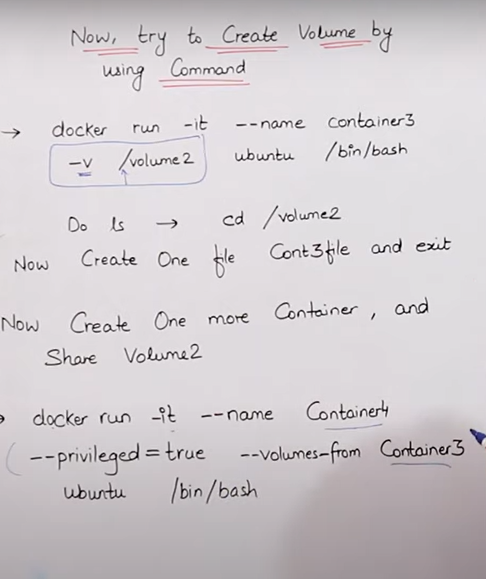 Now, try to Create Volume by
using Command
→ docker run -it --name container3
-v /volume2 ubuntu /bin/bash
Do ls → cd /volume2
Now Create One file Cont3file and exit
Now Create One more Container, and
Share Volume2
docker run -it --name Container4
--privileged=true --volumes-from Container3
ubuntu /bin/bash